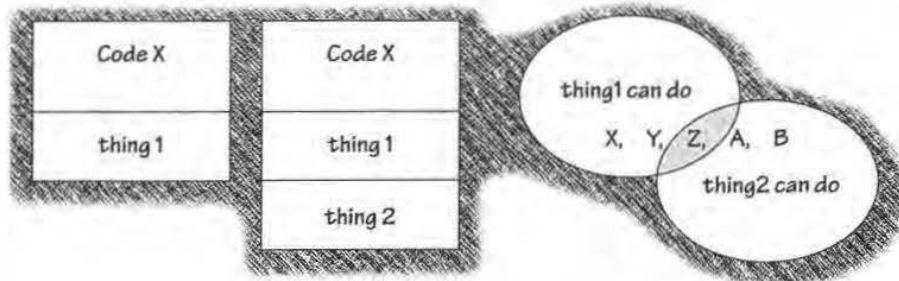 Code X
thing 1
Code X
thing 1
thing 2
thing1 can do
X, Y, Z, A, B
thing2 can do